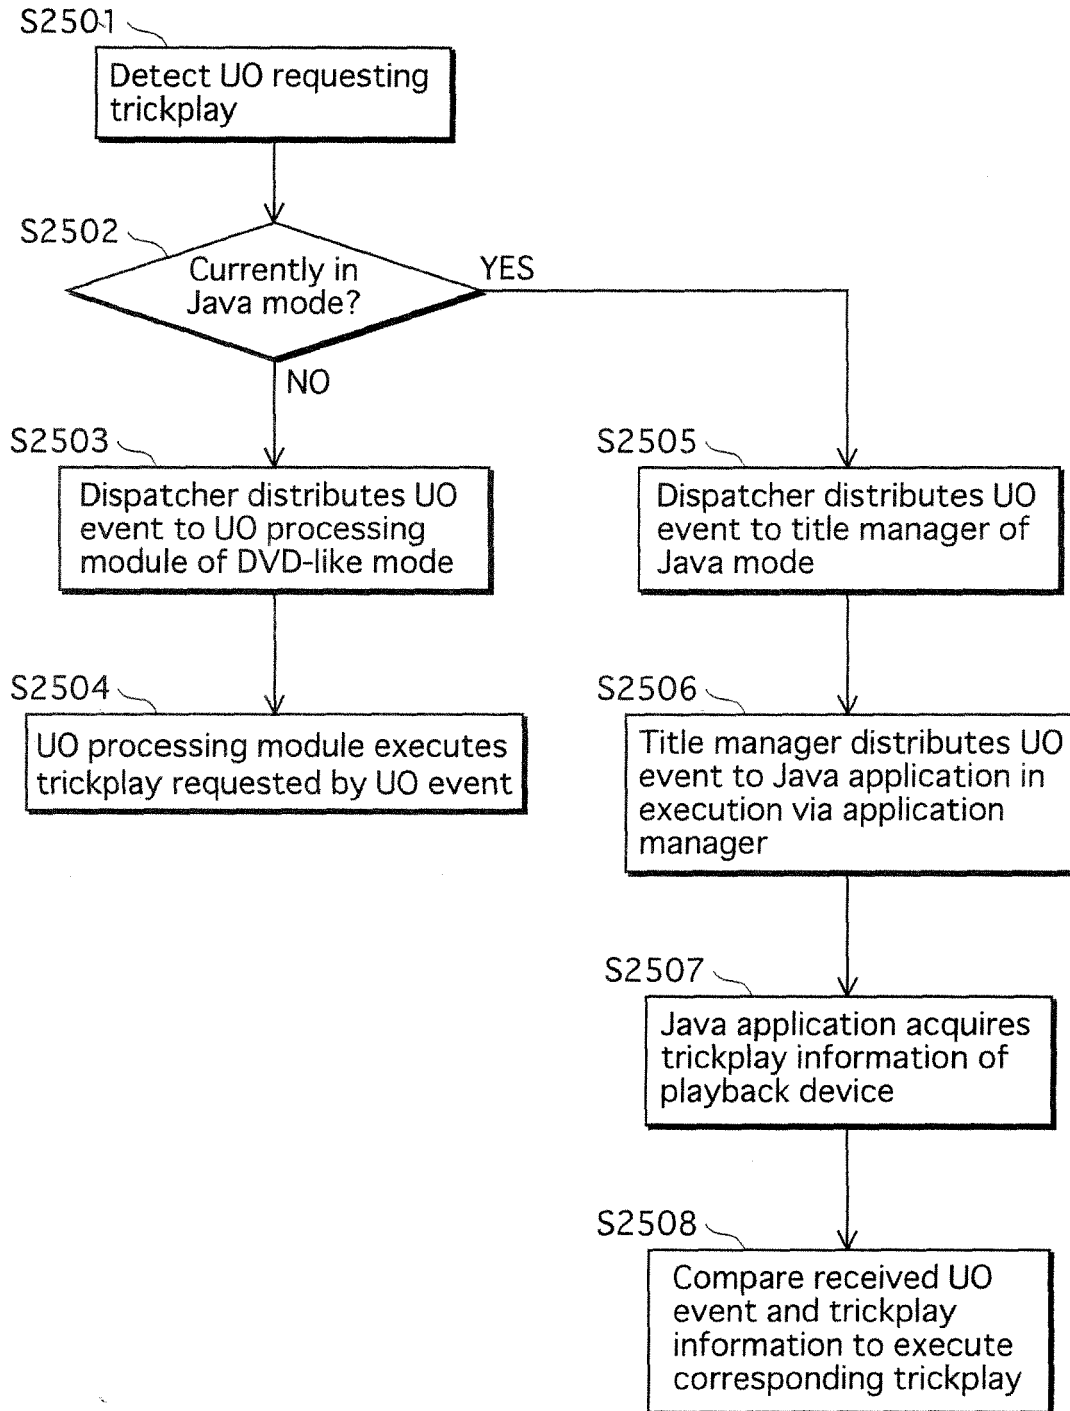 S2501
Detect UO requesting
trickplay
S2502
Currently in
Java mode?
YES
NO
S2503
Dispatcher distributes UO
event to UO processing
module of DVD-like mode
S2504
UO processing module executes
trickplay requested by UO event
S2505
Dispatcher distributes UO
event to title manager of
Java mode
S2506
Title manager distributes UO
event to Java application in
execution via application
manager
S2507
Java application acquires
trickplay information of
playback device
S2508
Compare received UO
event and trickplay
information to execute
corresponding trickplay